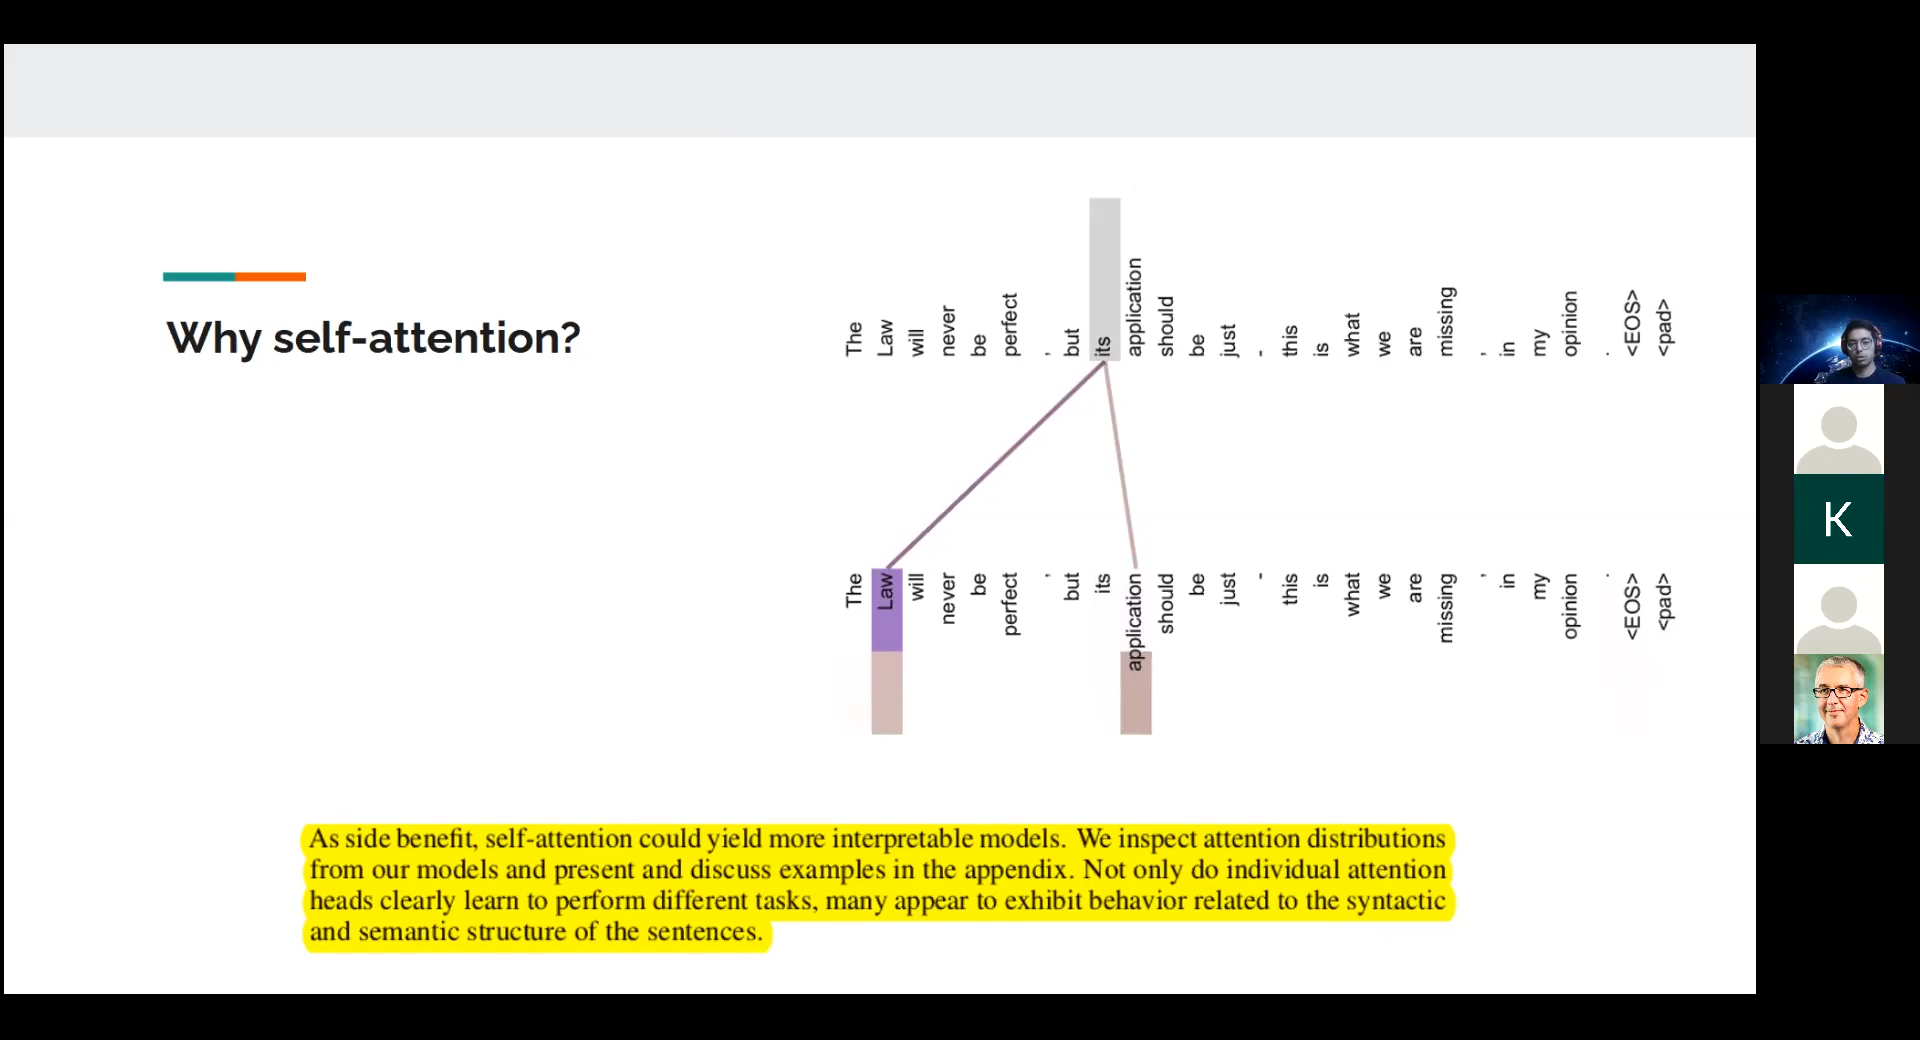 Why self-attention?
The Law will never be perfect , but its application should be just - this is what we are missing , in my opinion . <EOS> <pad>
The Law will never be perfect , but its application should be just - this is what we are missing , in my opinion . <EOS> <pad>
As side benefit, self-attention could yield more interpretable models. We inspect attention distributions
from our models and present and discuss examples in the appendix. Not only do individual attention
heads clearly learn to perform different tasks, many appear to exhibit behavior related to the syntactic
and semantic structure of the sentences.
K